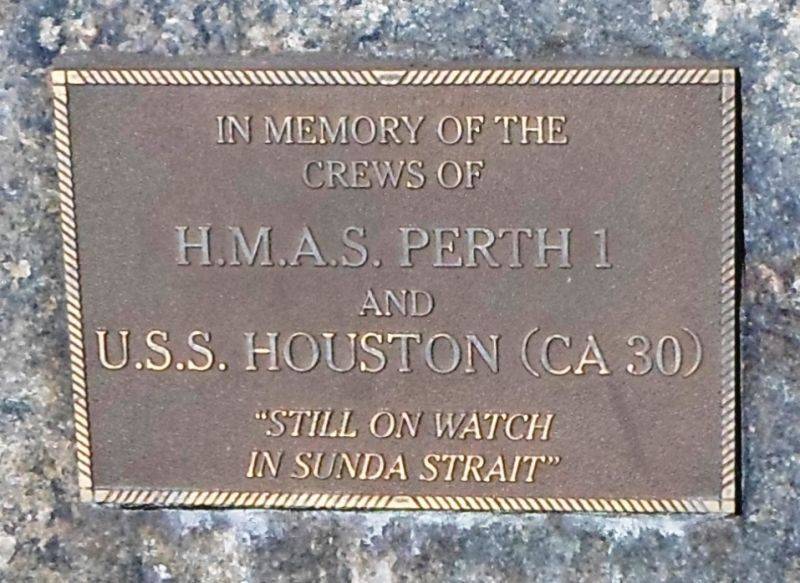 IN MEMORY OF THE
CREWS OF
H.M.A.S. PERTH 1
AND
U.S.S. HOUSTON (CA 30)
"STILL ON WATCH
IN SUNDA STRAIT"